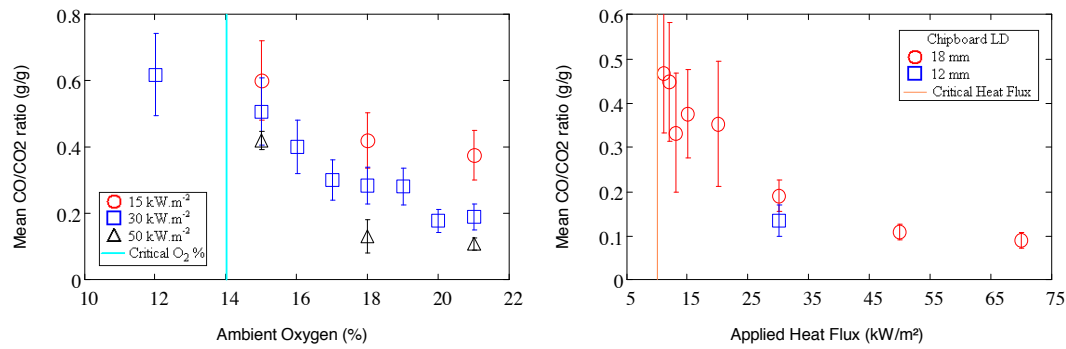 Mean CO/CO2 ratio (g/g)
0.8
0.6
0.4
0.2
0.0
15 kW.m⁻²
30 kW.m⁻²
50 kW.m⁻²
Critical O₂ %
10 12 14 16 18 20 22
Ambient Oxygen (%)
Mean CO/CO2 ratio (g/g)
0.6
0.5
0.4
0.3
0.2
0.1
0
Chipboard LD
18 mm
12 mm
Critical Heat Flux
5 15 25 35 45 55 65 75
Applied Heat Flux (kW/m²)